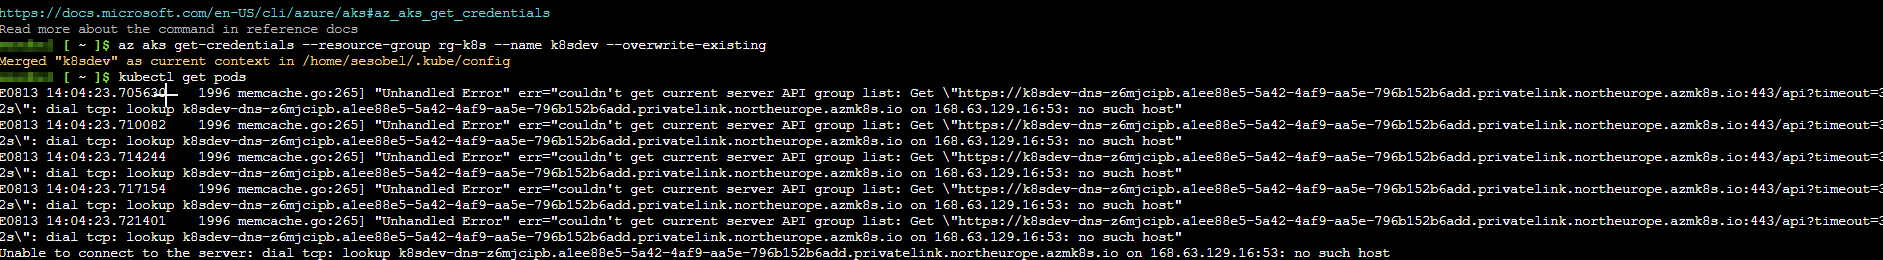 https://docs.microsoft.com/en-US/cli/azure/aks#az_aks_get_credentials
Read more about the command in reference docs
[ ~ ]$ az aks get-credentials --resource-group rg-k8s --name k8sdev --overwrite-existing
Merged "k8sdev" as current context in /home/sesobel/.kube/config
[ ~ ]$ kubectl get pods
E0813 14:04:23.705630    1996 memcache.go:265] "Unhandled Error" err="couldn't get current server API group list: Get \"https://k8sdev-dns-z6mjcipb.a1ee88e5-5a42-4af9-aa5e-796b152b6add.privatelink.northeurope.azmk8s.io:443/api?timeout=3
2s\": dial tcp: lookup k8sdev-dns-z6mjcipb.a1ee88e5-5a42-4af9-aa5e-796b152b6add.privatelink.northeurope.azmk8s.io on 168.63.129.16:53: no such host"
E0813 14:04:23.710082    1996 memcache.go:265] "Unhandled Error" err="couldn't get current server API group list: Get \"https://k8sdev-dns-z6mjcipb.a1ee88e5-5a42-4af9-aa5e-796b152b6add.privatelink.northeurope.azmk8s.io:443/api?timeout=3
2s\": dial tcp: lookup k8sdev-dns-z6mjcipb.a1ee88e5-5a42-4af9-aa5e-796b152b6add.privatelink.northeurope.azmk8s.io on 168.63.129.16:53: no such host"
E0813 14:04:23.714244    1996 memcache.go:265] "Unhandled Error" err="couldn't get current server API group list: Get \"https://k8sdev-dns-z6mjcipb.a1ee88e5-5a42-4af9-aa5e-796b152b6add.privatelink.northeurope.azmk8s.io:443/api?timeout=3
2s\": dial tcp: lookup k8sdev-dns-z6mjcipb.a1ee88e5-5a42-4af9-aa5e-796b152b6add.privatelink.northeurope.azmk8s.io on 168.63.129.16:53: no such host"
E0813 14:04:23.717154    1996 memcache.go:265] "Unhandled Error" err="couldn't get current server API group list: Get \"https://k8sdev-dns-z6mjcipb.a1ee88e5-5a42-4af9-aa5e-796b152b6add.privatelink.northeurope.azmk8s.io:443/api?timeout=3
2s\": dial tcp: lookup k8sdev-dns-z6mjcipb.a1ee88e5-5a42-4af9-aa5e-796b152b6add.privatelink.northeurope.azmk8s.io on 168.63.129.16:53: no such host"
E0813 14:04:23.721401    1996 memcache.go:265] "Unhandled Error" err="couldn't get current server API group list: Get \"https://k8sdev-dns-z6mjcipb.a1ee88e5-5a42-4af9-aa5e-796b152b6add.privatelink.northeurope.azmk8s.io:443/api?timeout=3
2s\": dial tcp: lookup k8sdev-dns-z6mjcipb.a1ee88e5-5a42-4af9-aa5e-796b152b6add.privatelink.northeurope.azmk8s.io on 168.63.129.16:53: no such host"
Unable to connect to the server: dial tcp: lookup k8sdev-dns-z6mjcipb.a1ee88e5-5a42-4af9-aa5e-796b152b6add.privatelink.northeurope.azmk8s.io on 168.63.129.16:53: no such host